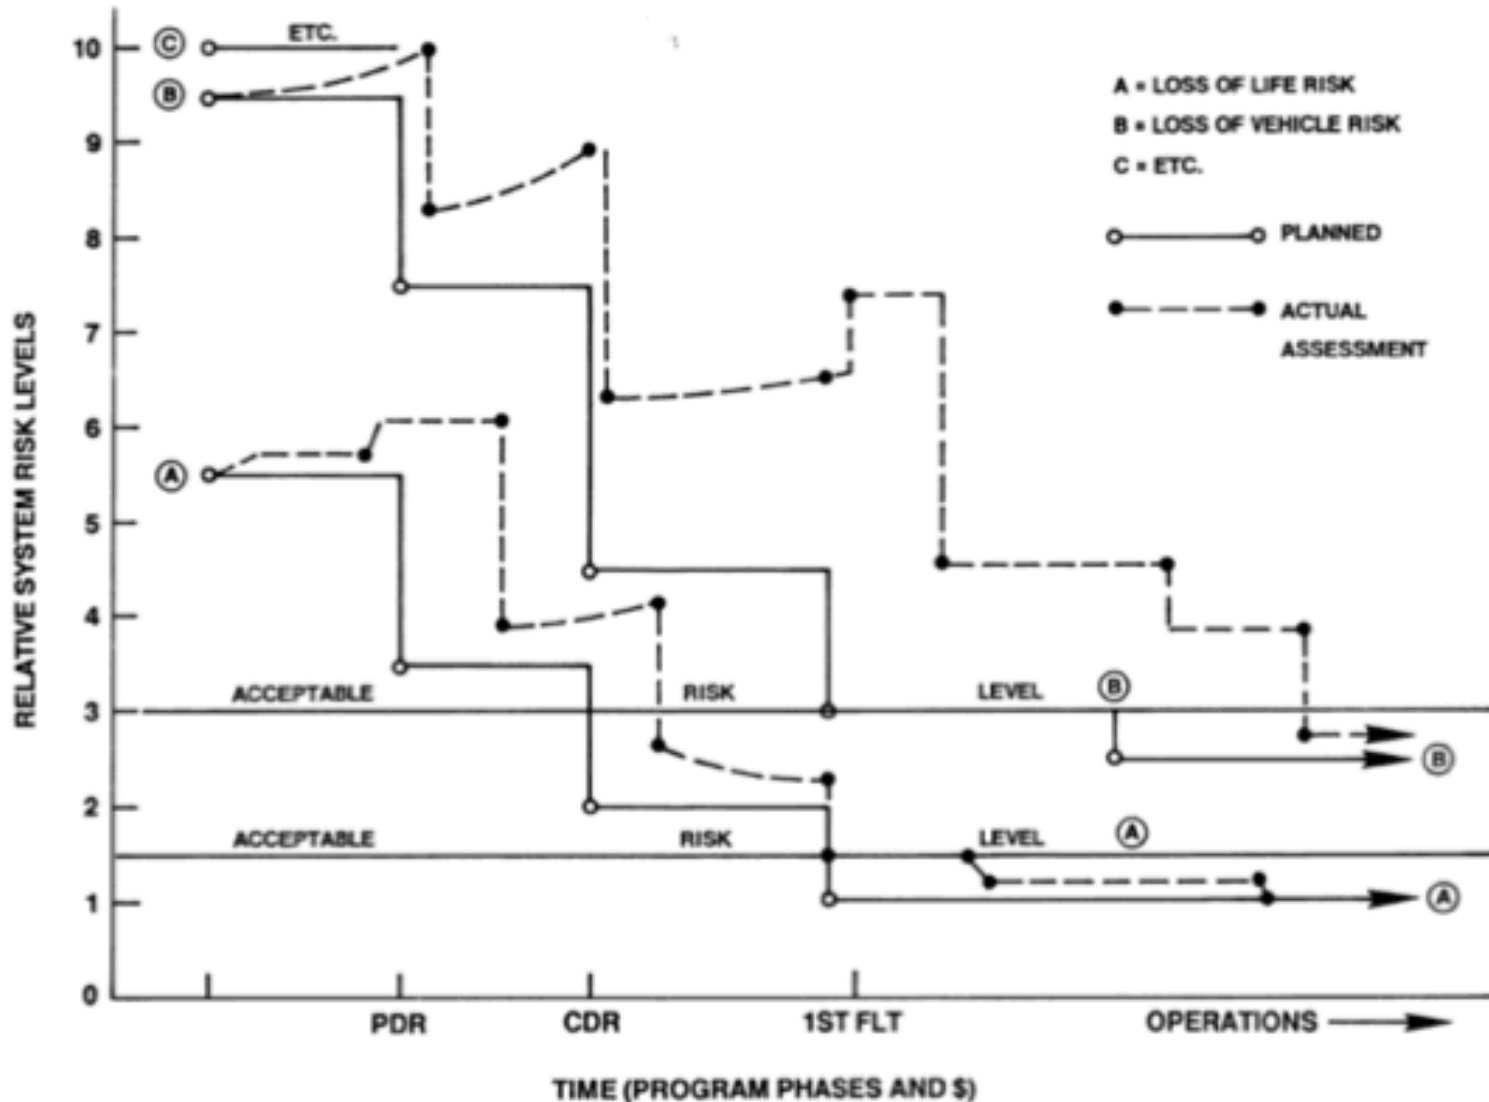 ETC.
10
C
B
9
8
7
6
A
5
4
3
2
1
0
A = LOSS OF LIFE RISK
B = LOSS OF VEHICLE RISK
C = ETC.
PLANNED
ACTUAL
ASSESSMENT
RELATIVE SYSTEM RISK LEVELS
ACCEPTABLE RISK LEVEL B
B
ACCEPTABLE RISK LEVEL A
A
PDR CDR 1ST FLT OPERATIONS
TIME (PROGRAM PHASES AND $)